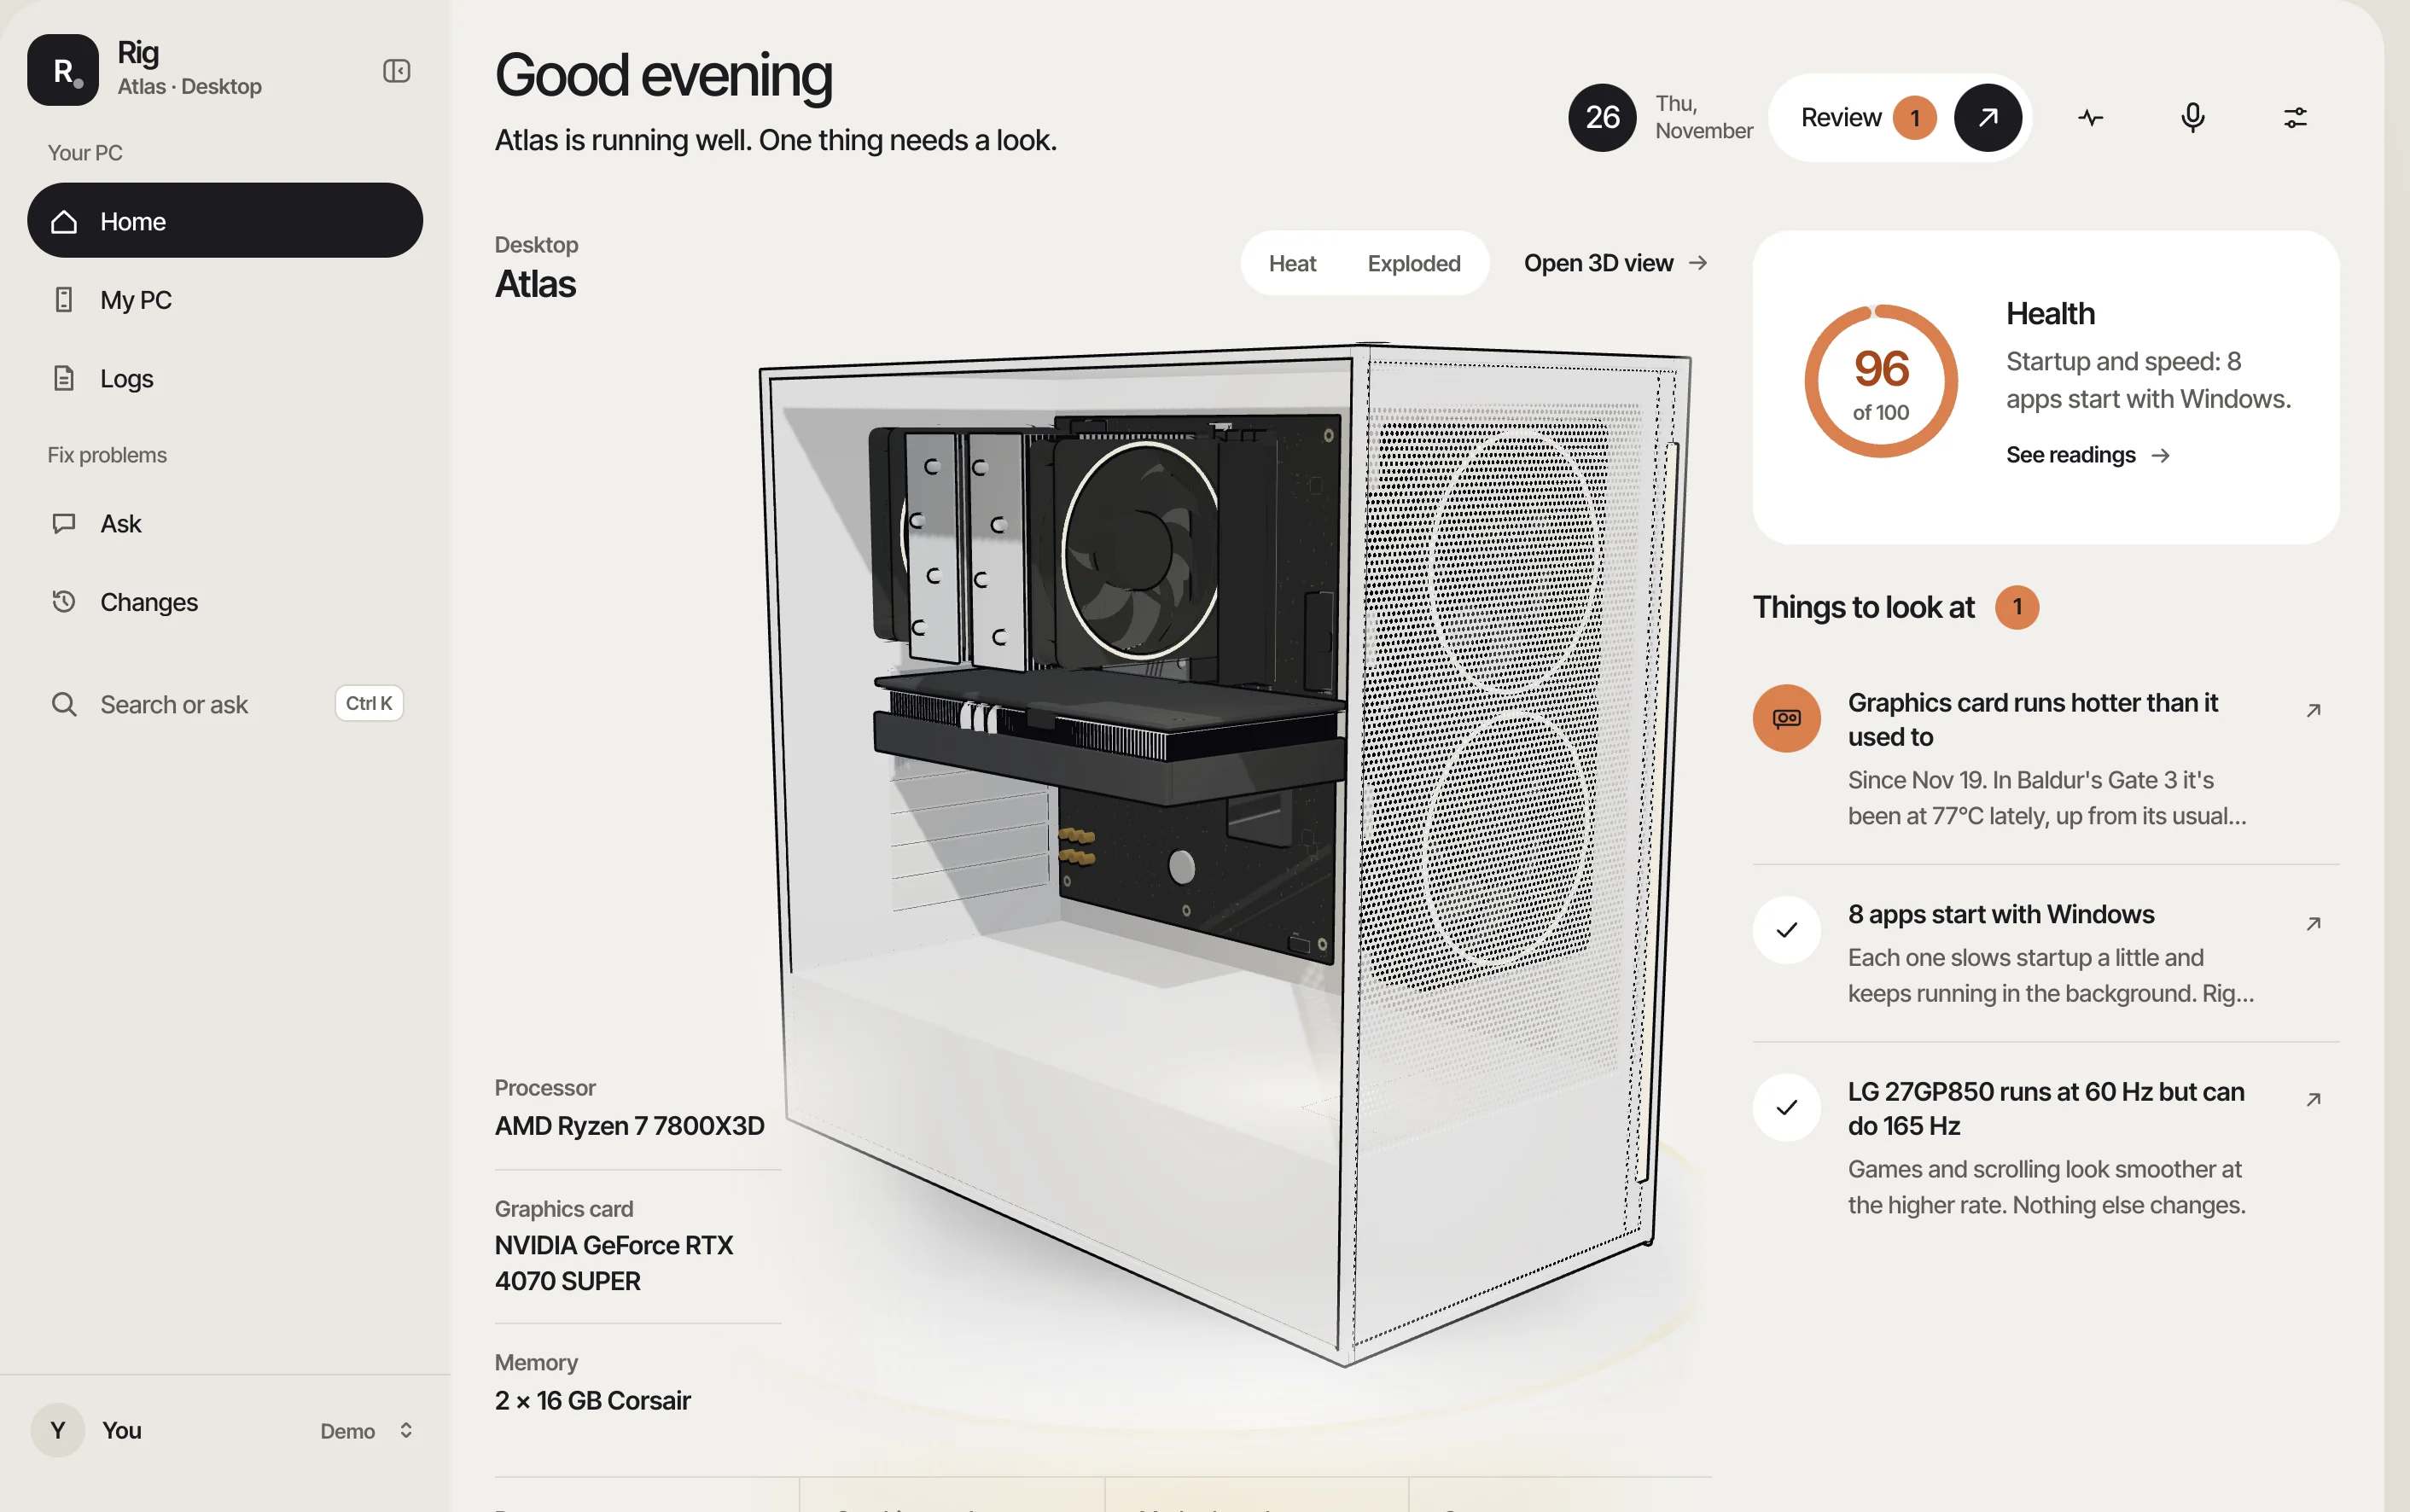 R.
Rig
Atlas · Desktop
Your PC
Home
My PC
Logs
Fix problems
Ask
Changes
Search or ask
Ctrl K
Y
You
Demo
Good evening
Atlas is running well. One thing needs a look.
26
Thu,
November
Review
1
Desktop
Atlas
Heat
Exploded
Open 3D view
Processor
AMD Ryzen 7 7800X3D
Graphics card
NVIDIA GeForce RTX
4070 SUPER
Memory
2 × 16 GB Corsair
96
of 100
Health
Startup and speed: 8
apps start with Windows.
See readings
Things to look at
1
Graphics card runs hotter than it
used to
Since Nov 19. In Baldur's Gate 3 it's
been at 77°C lately, up from its usual...
8 apps start with Windows
Each one slows startup a little and
keeps running in the background. Rig...
LG 27GP850 runs at 60 Hz but can
do 165 Hz
Games and scrolling look smoother at
the higher rate. Nothing else changes.